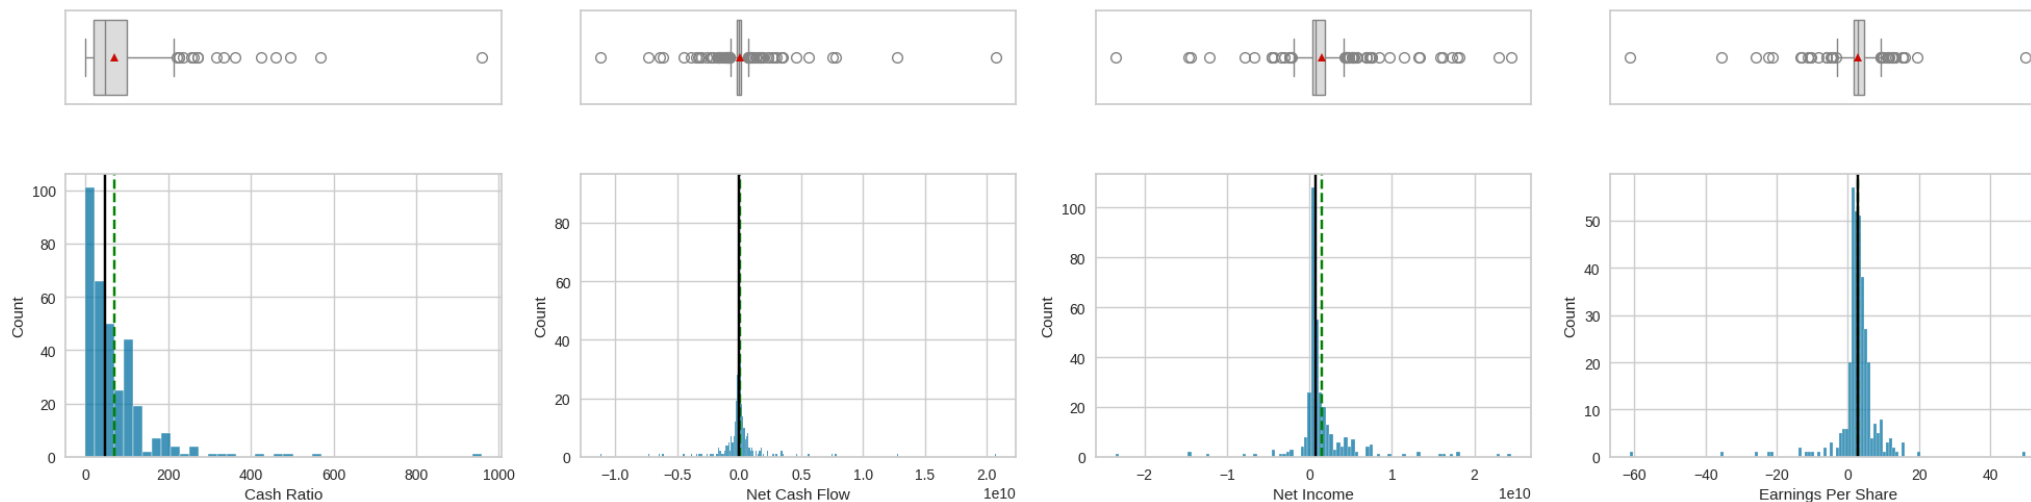 100
80
60
40
20
0
Count
0 200 400 600 800 1000
Cash Ratio
80
60
40
20
0
Count
−1.0 −0.5 0.0 0.5 1.0 1.5 2.0
Net Cash Flow
1e10
100
80
60
40
20
0
Count
−2 −1 0 1 2
Net Income
1e10
50
40
30
20
10
0
Count
−60 −40 −20 0 20 40
Earnings Per Share